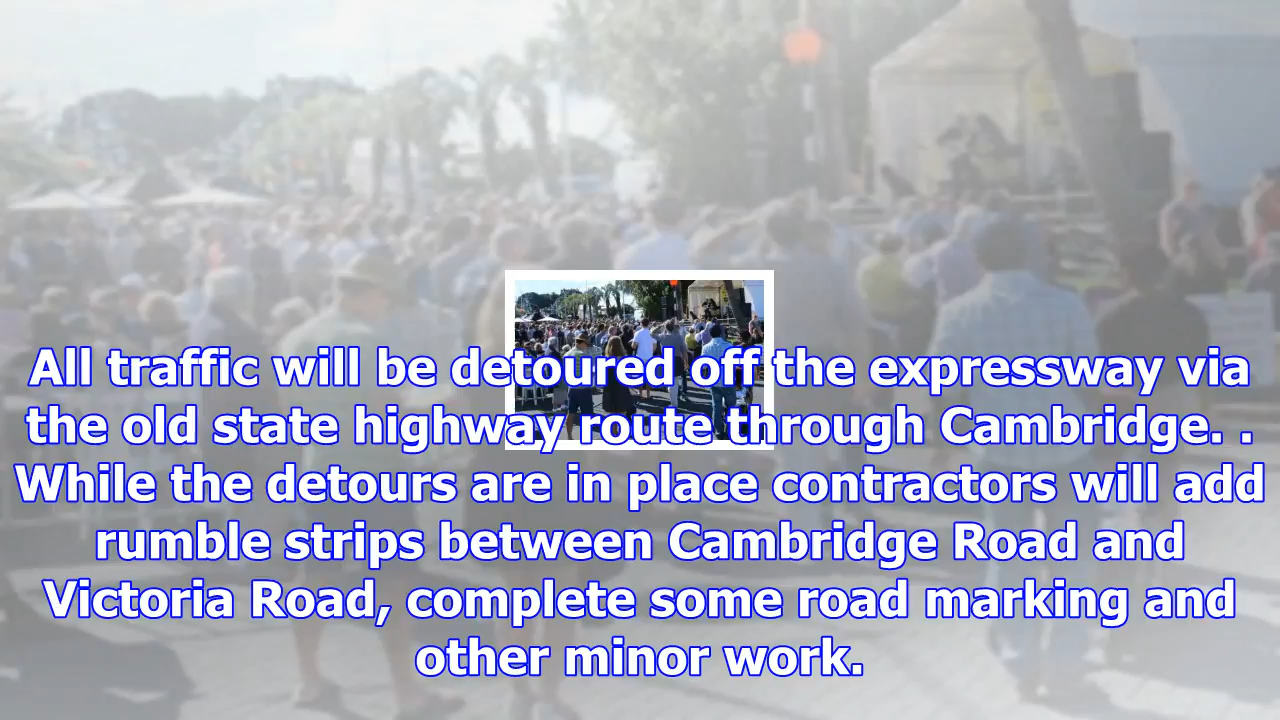 All traffic will be detoured off the expressway via
the old state highway route through Cambridge. .
While the detours are in place contractors will add
rumble strips between Cambridge Road and
Victoria Road, complete some road marking and
other minor work.